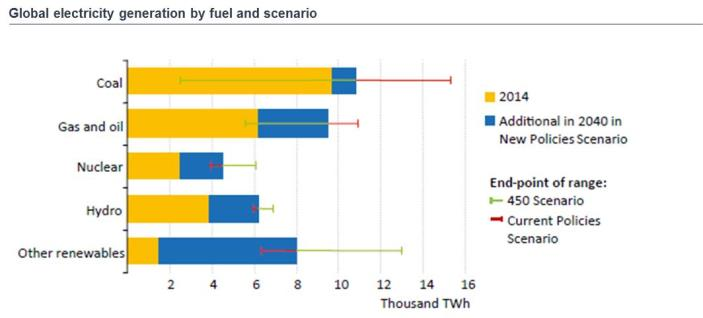 Global electricity generation by fuel and scenario
Coal
Gas and oil
Nuclear
Hydro
Other renewables
2 4 6 8 10 12 14 16
Thousand TWh
2014
Additional in 2040 in
New Policies Scenario
End-point of range:
450 Scenario
Current Policies
Scenario